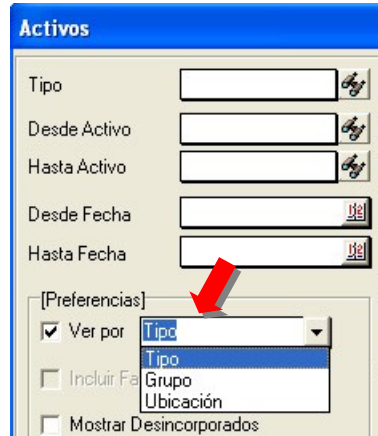 Activos
Tipo
Desde Activo
Hasta Activo
Desde Fecha
Hasta Fecha
[Preferencias]
Ver por Tipo
Tipo
Incluir Fa Grupo
Ubicación
Mostrar Desincorporados